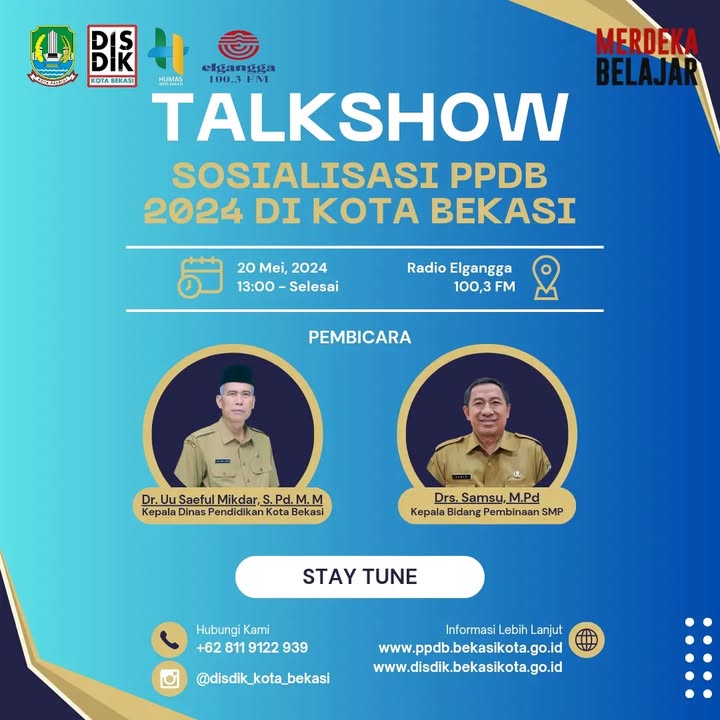 DIS
DIK
KOTA BEKASI
HUMAS
elgangga
100,3 FM
MERDEKA
BELAJAR
TALKSHOW
SOSIALISASI PPDB
2024 DI KOTA BEKASI
20 Mei, 2024
13:00 - Selesai
Radio Elgangga
100,3 FM
PEMBICARA
Dr. Uu Saeful Mikdar, S. Pd. M. M
Kepala Dinas Pendidikan Kota Bekasi
Drs. Samsu, M.Pd
Kepala Bidang Pembinaan SMP
STAY TUNE
Hubungi Kami
+62 811 9122 939
@disdik_kota_bekasi
Informasi Lebih Lanjut
www.ppdb.bekasikota.go.id
www.disdik.bekasikota.go.id